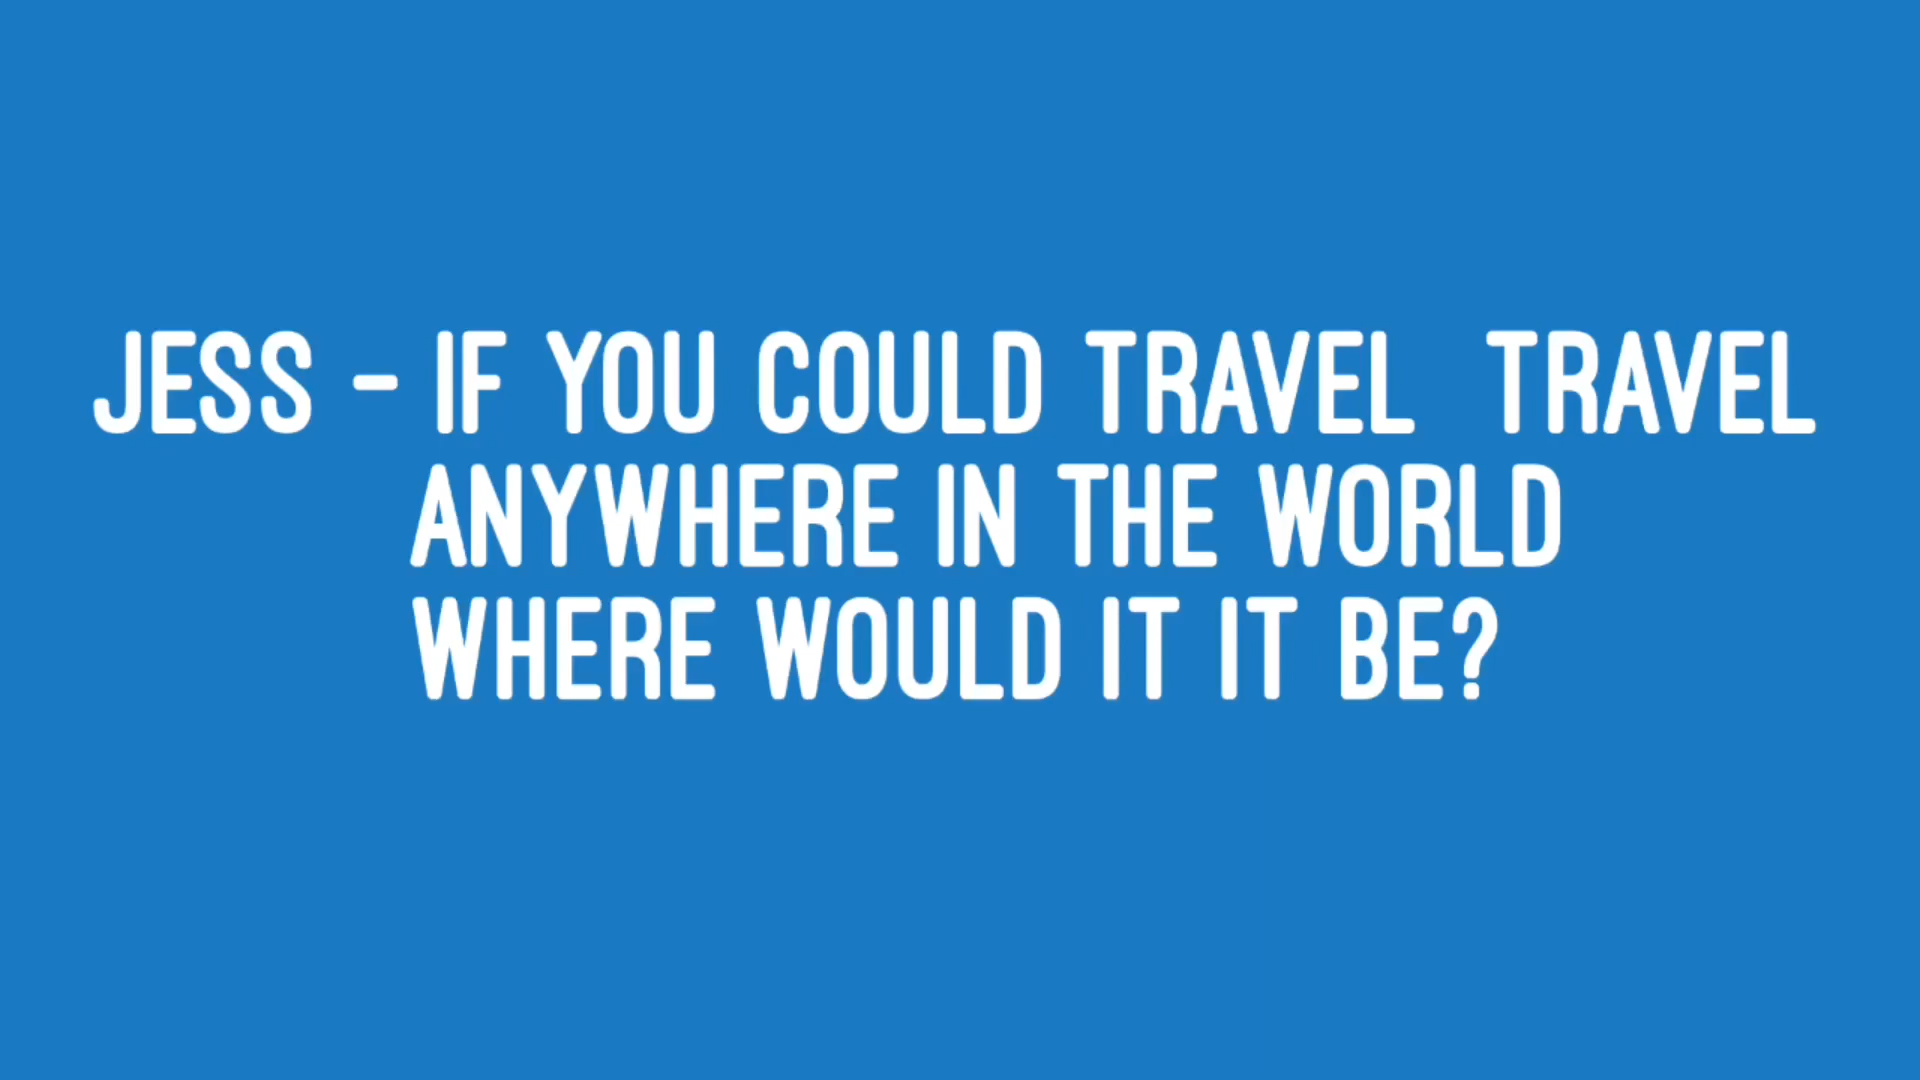 JESS - IF YOU COULD TRAVEL  TRAVEL
ANYWHERE IN THE WORLD
WHERE WOULD IT IT BE?